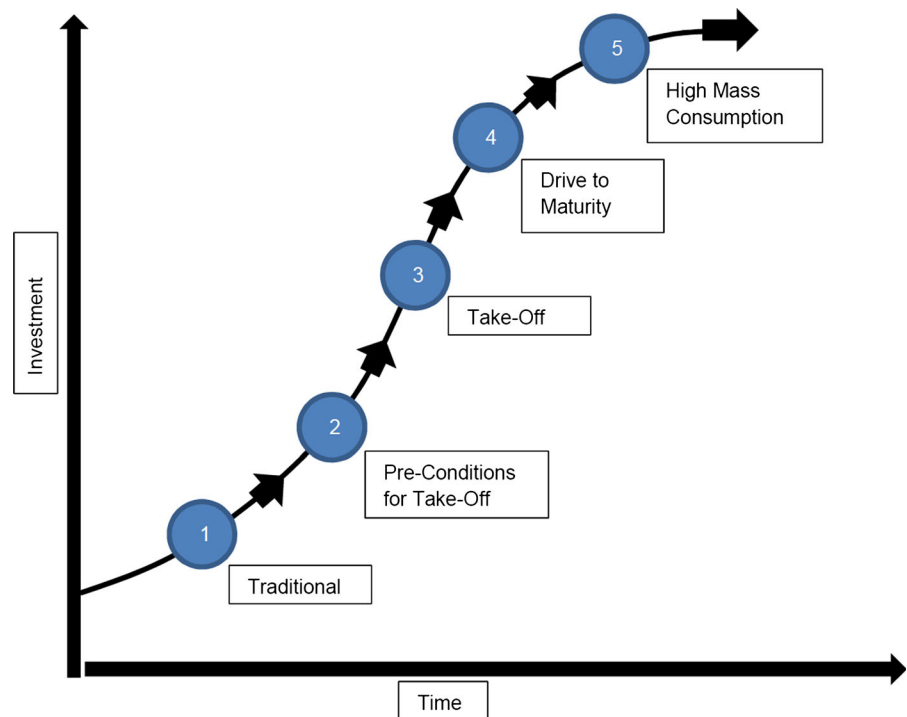 5
High Mass
Consumption
4
Drive to
Maturity
3
Take-Off
Investment
2
Pre-Conditions
for Take-Off
1
Traditional
Time